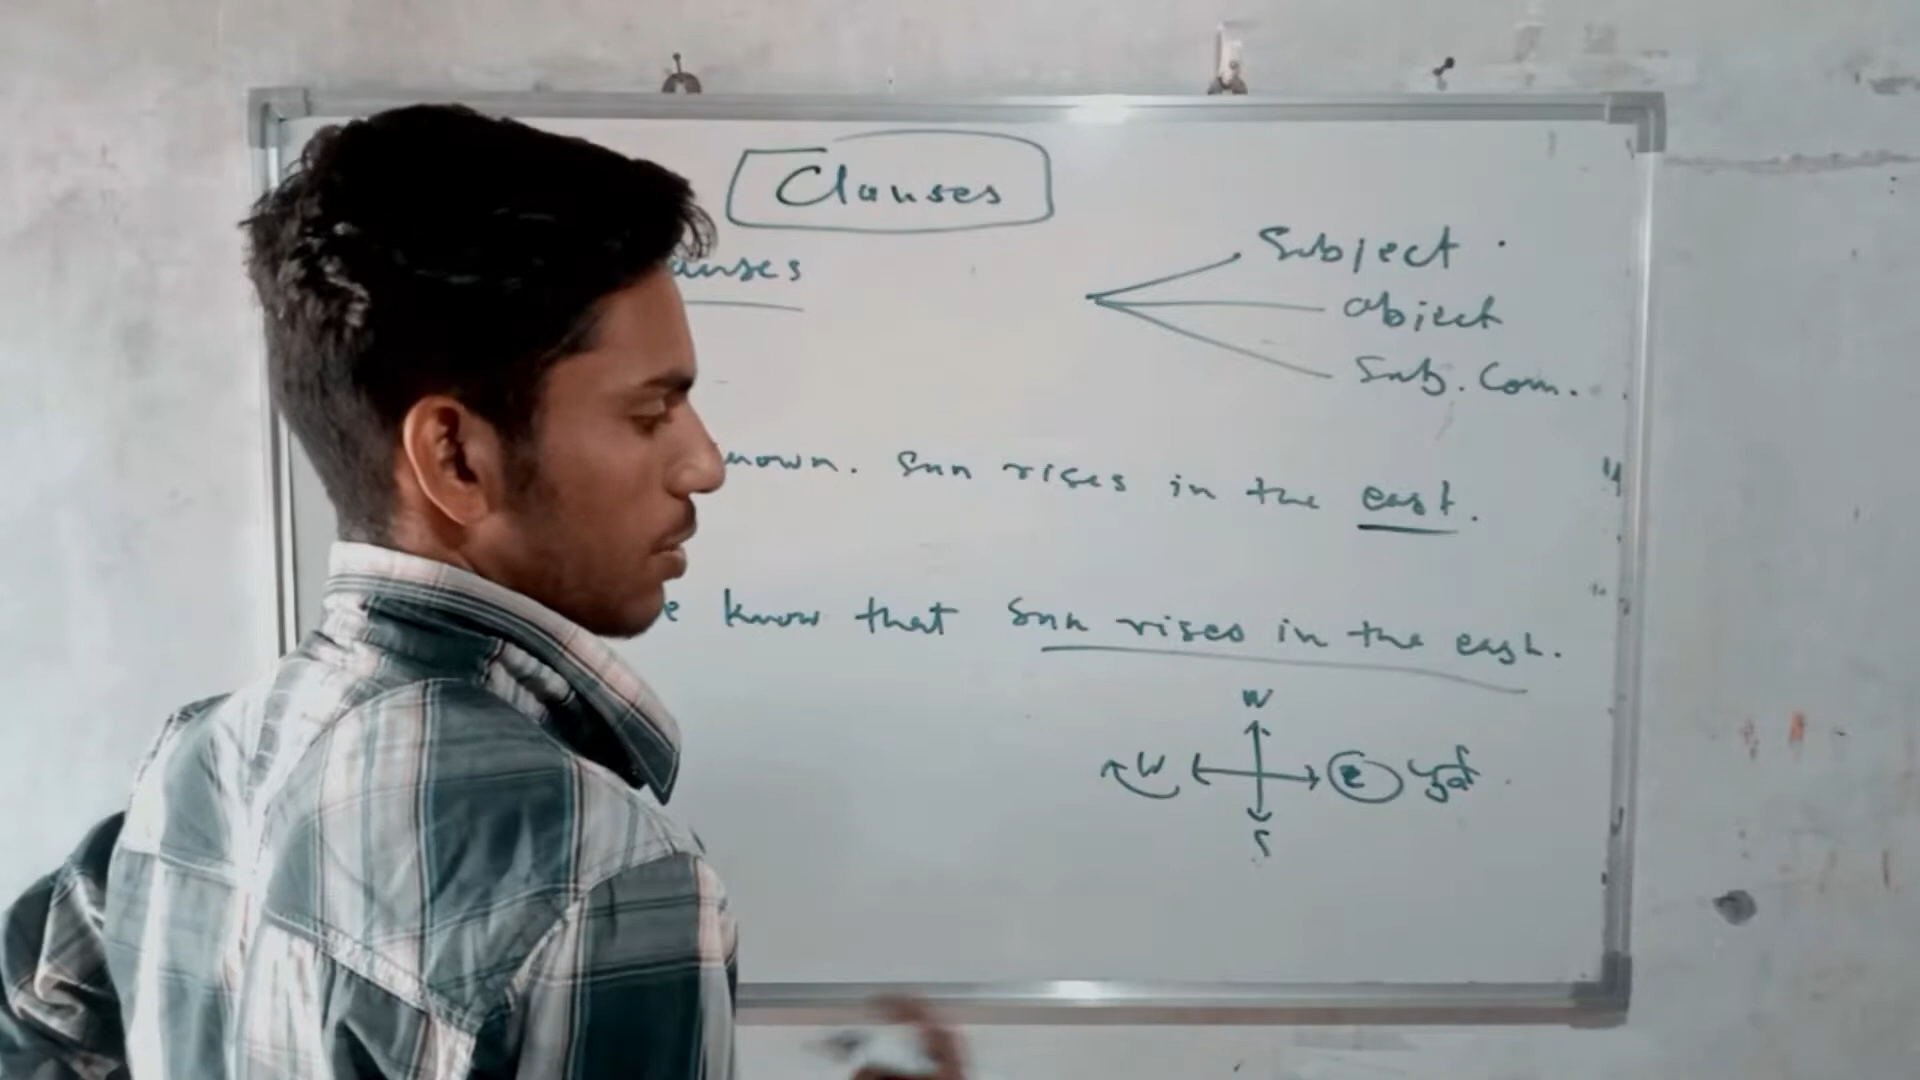 Clauses
auses
Subject
object
Sub. Com.
nown. Sun rises in the east.
e know that Sun rises in the east.
N
W E पूर्व
S